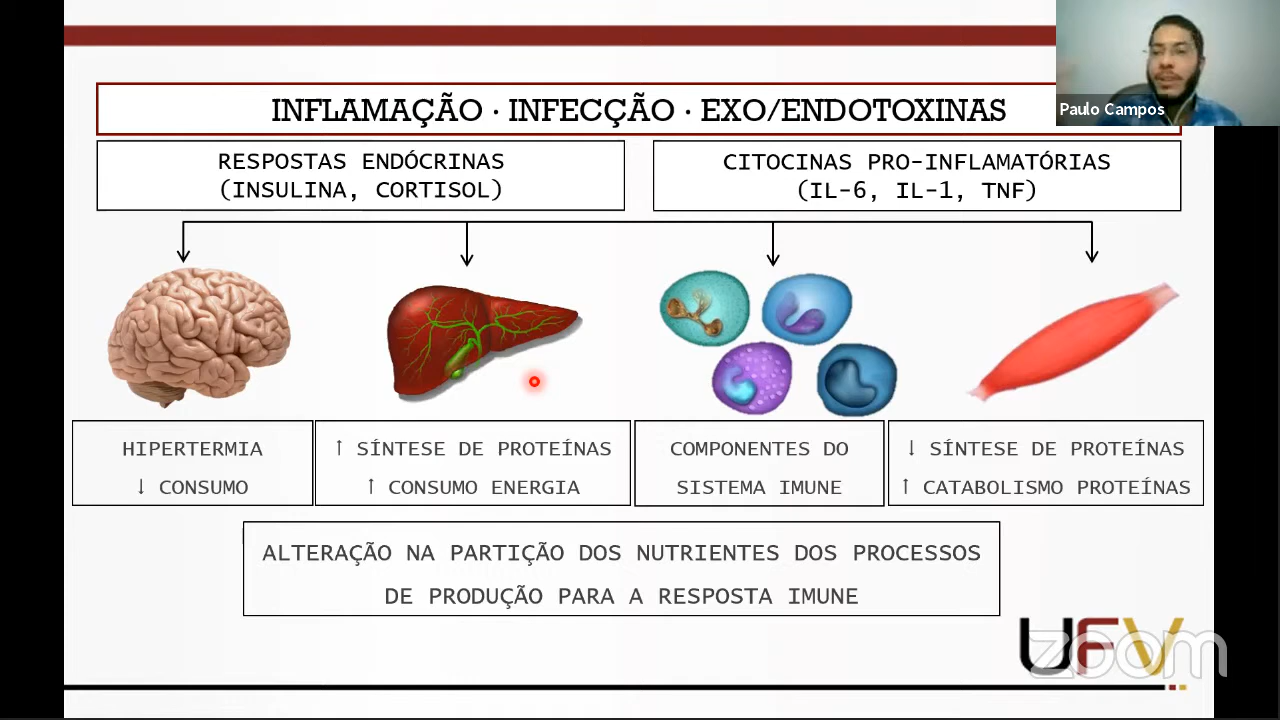 INFLAMAÇÃO · INFECÇÃO · EXO/ENDOTOXINAS
Paulo Campos
RESPOSTAS ENDÓCRINAS
(INSULINA, CORTISOL)
CITOCINAS PRO-INFLAMATÓRIAS
(IL-6, IL-1, TNF)
HIPERTERMIA
↓ CONSUMO
↑ SÍNTESE DE PROTEÍNAS
↑ CONSUMO ENERGIA
COMPONENTES DO
SISTEMA IMUNE
↓ SÍNTESE DE PROTEÍNAS
↑ CATABOLISMO PROTEÍNAS
ALTERAÇÃO NA PARTIÇÃO DOS NUTRIENTES DOS PROCESSOS
DE PRODUÇÃO PARA A RESPOSTA IMUNE
UFV
zoom